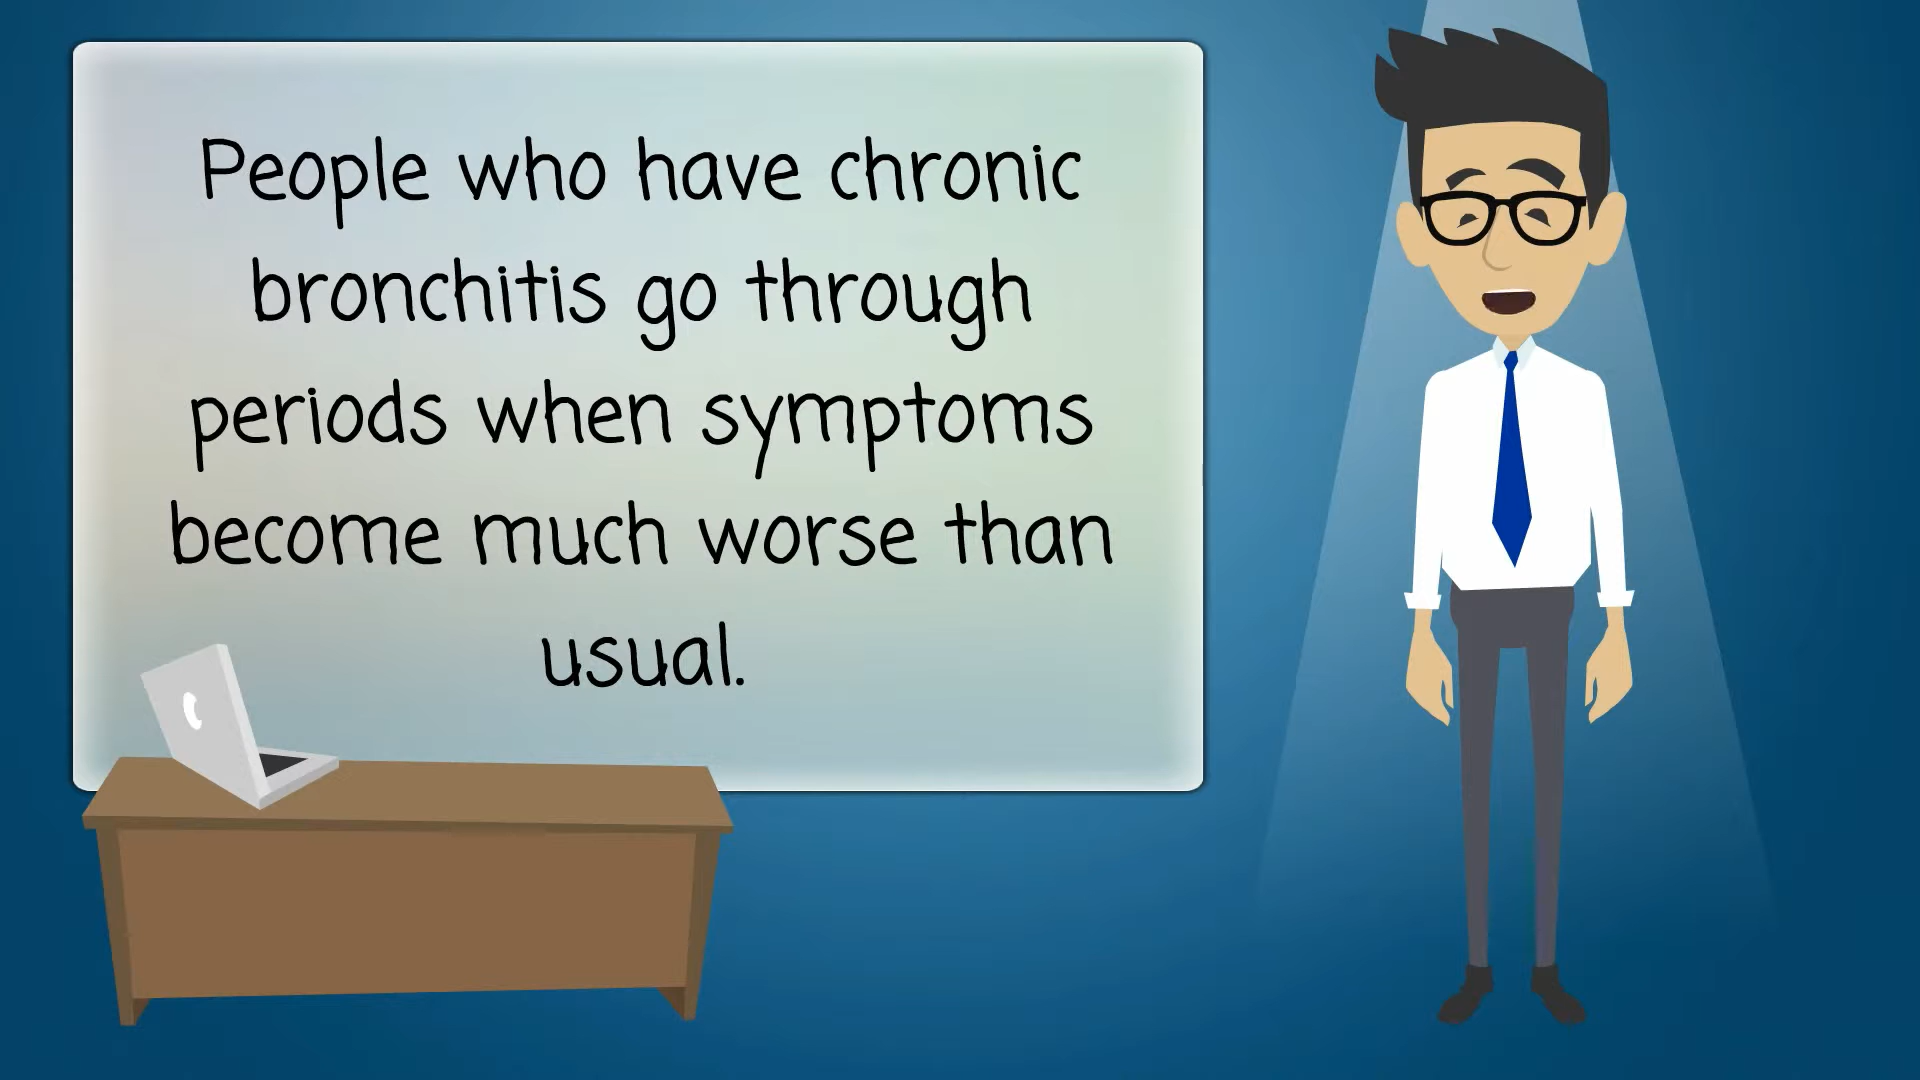 People who have chronic
bronchitis go through
periods when symptoms
become much worse than
usual.